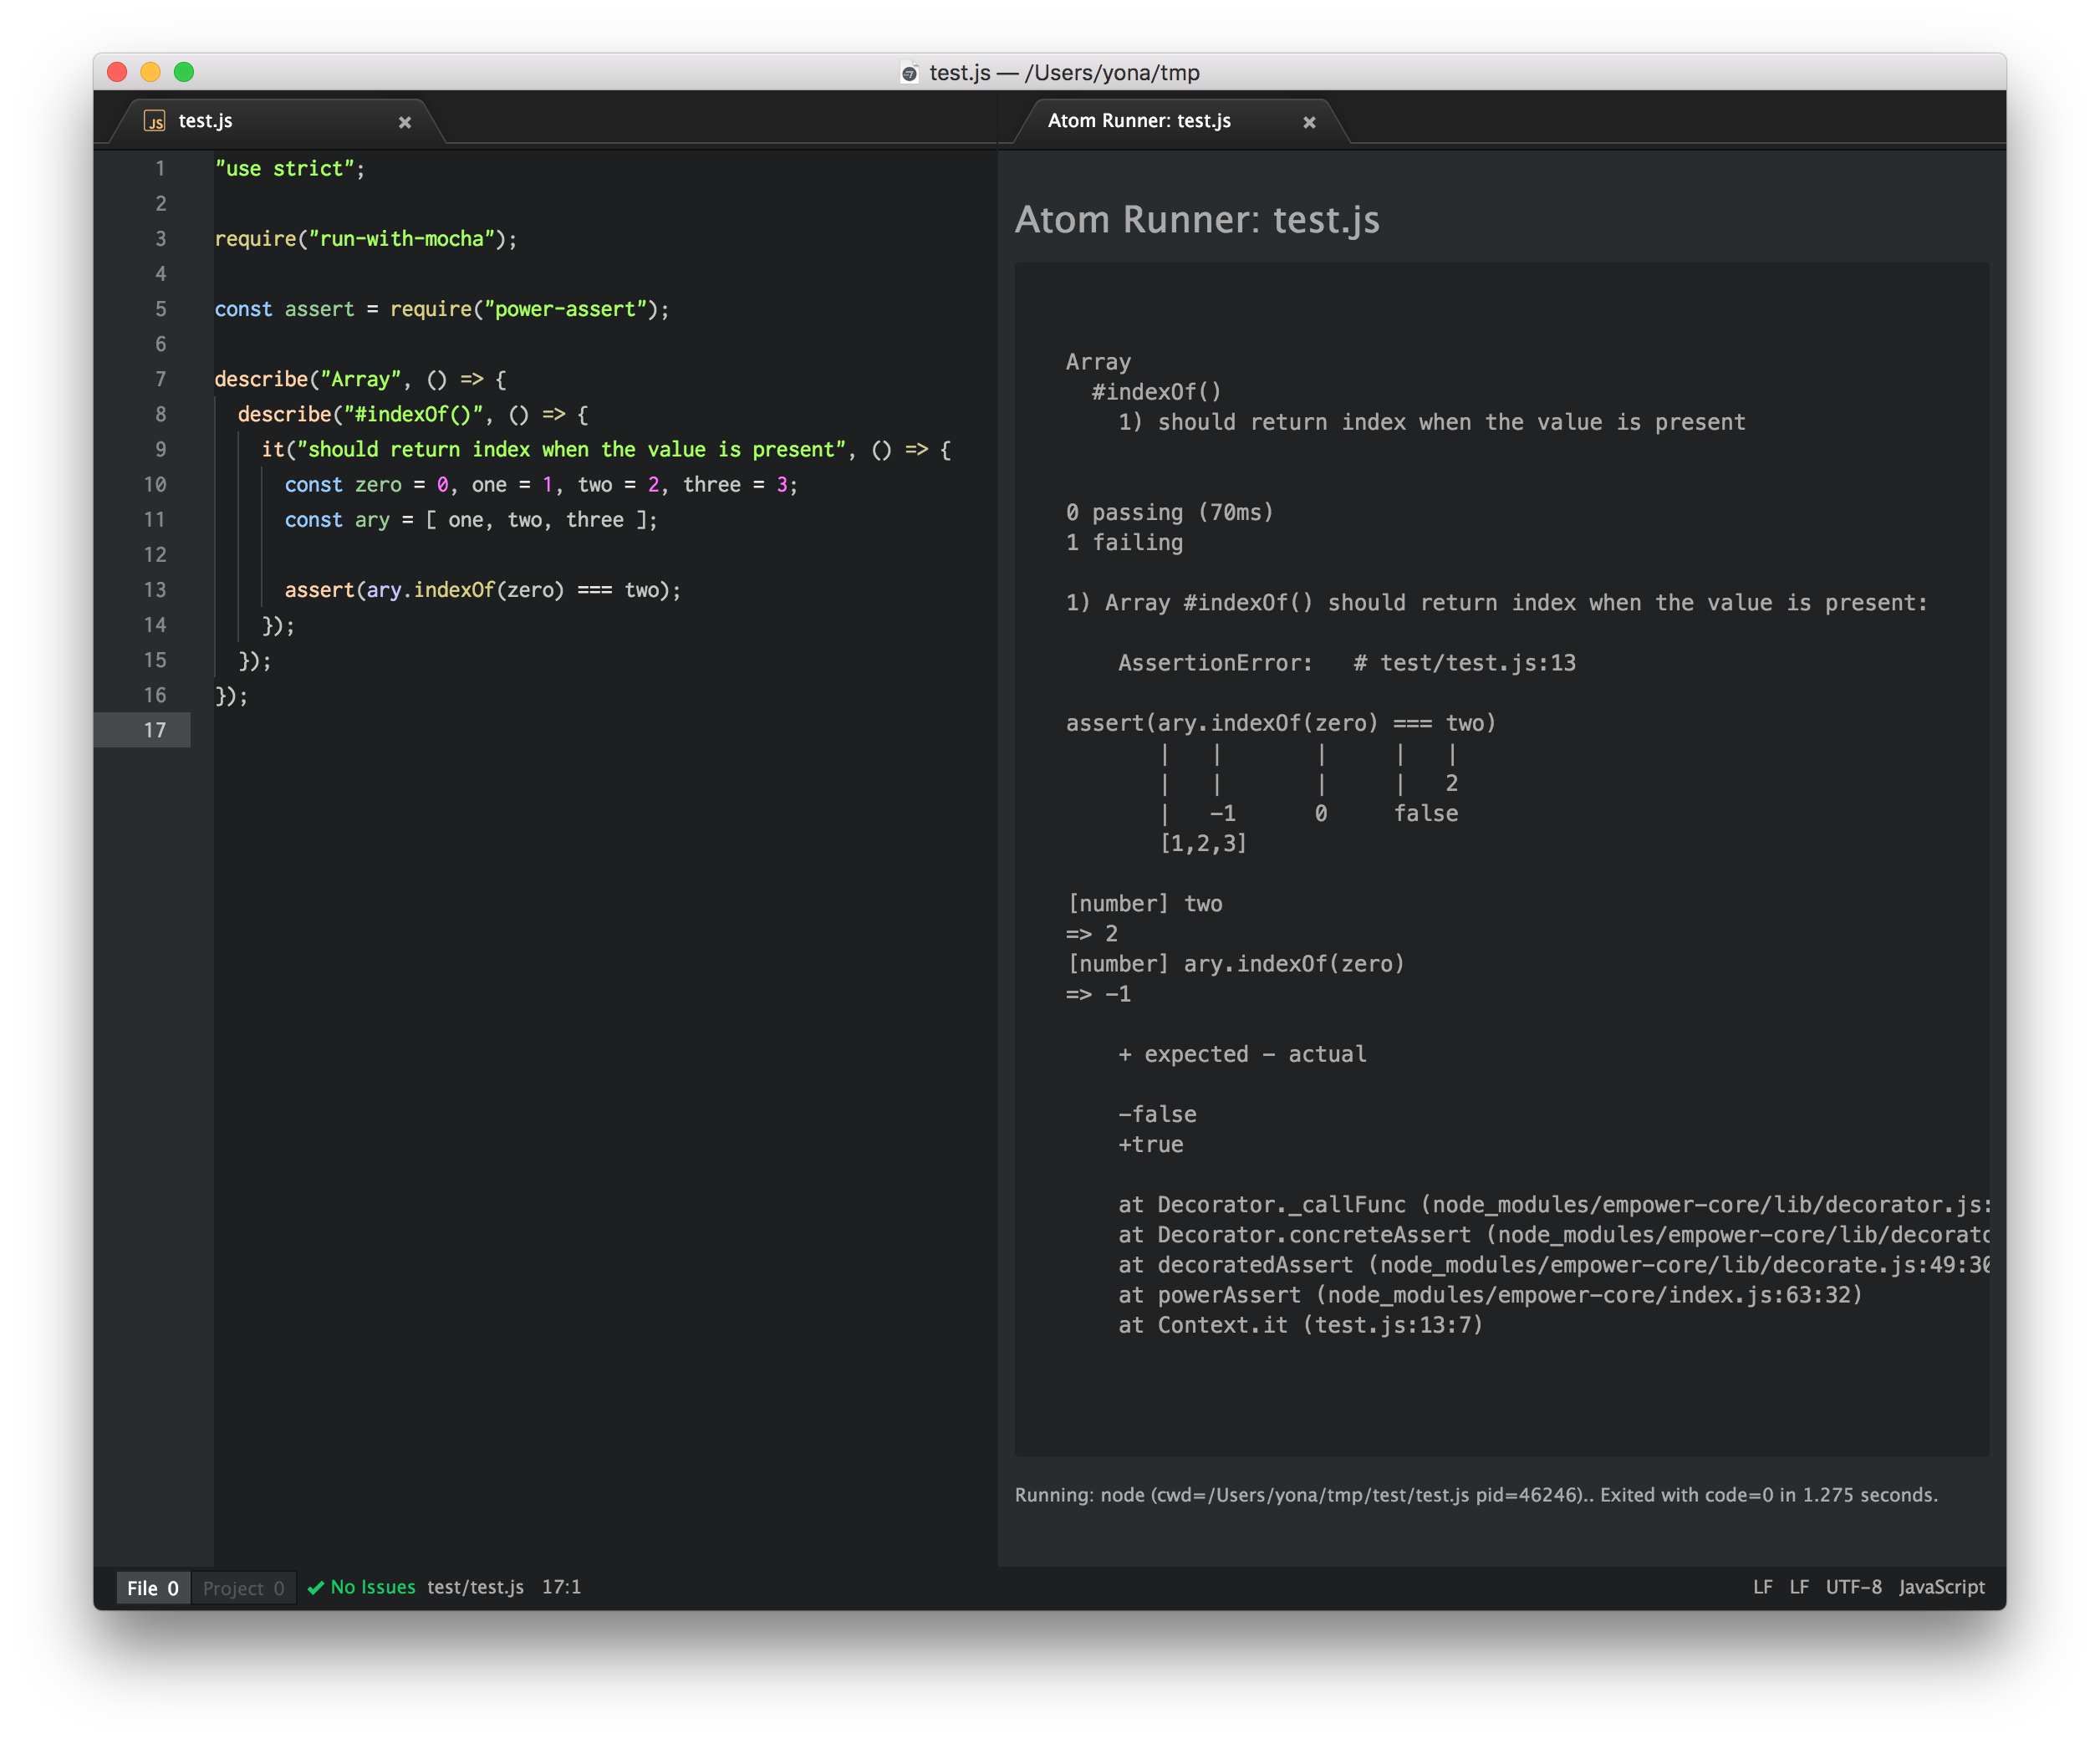 test.js — /Users/yona/tmp
JS test.js ×
Atom Runner: test.js ×
1 "use strict";
2
3 require("run-with-mocha");
4
5 const assert = require("power-assert");
6
7 describe("Array", () => {
8   describe("#indexOf()", () => {
9     it("should return index when the value is present", () => {
10       const zero = 0, one = 1, two = 2, three = 3;
11       const ary = [ one, two, three ];
12
13       assert(ary.indexOf(zero) === two);
14     });
15   });
16 });
17
Atom Runner: test.js
Array
  #indexOf()
    1) should return index when the value is present
0 passing (70ms)
1 failing
1) Array #indexOf() should return index when the value is present:
    AssertionError:   # test/test.js:13
assert(ary.indexOf(zero) === two)
       |   |       |     |   |
       |   |       |     |   2
       |   -1      0     false
       [1,2,3]
[number] two
=> 2
[number] ary.indexOf(zero)
=> -1
    + expected - actual
    -false
    +true
    at Decorator._callFunc (node_modules/empower-core/lib/decorator.js:
    at Decorator.concreteAssert (node_modules/empower-core/lib/decorato
    at decoratedAssert (node_modules/empower-core/lib/decorate.js:49:30
    at powerAssert (node_modules/empower-core/index.js:63:32)
    at Context.it (test.js:13:7)
Running: node (cwd=/Users/yona/tmp/test/test.js pid=46246).. Exited with code=0 in 1.275 seconds.
File 0 Project 0 No Issues test/test.js 17:1 LF LF UTF-8 JavaScript